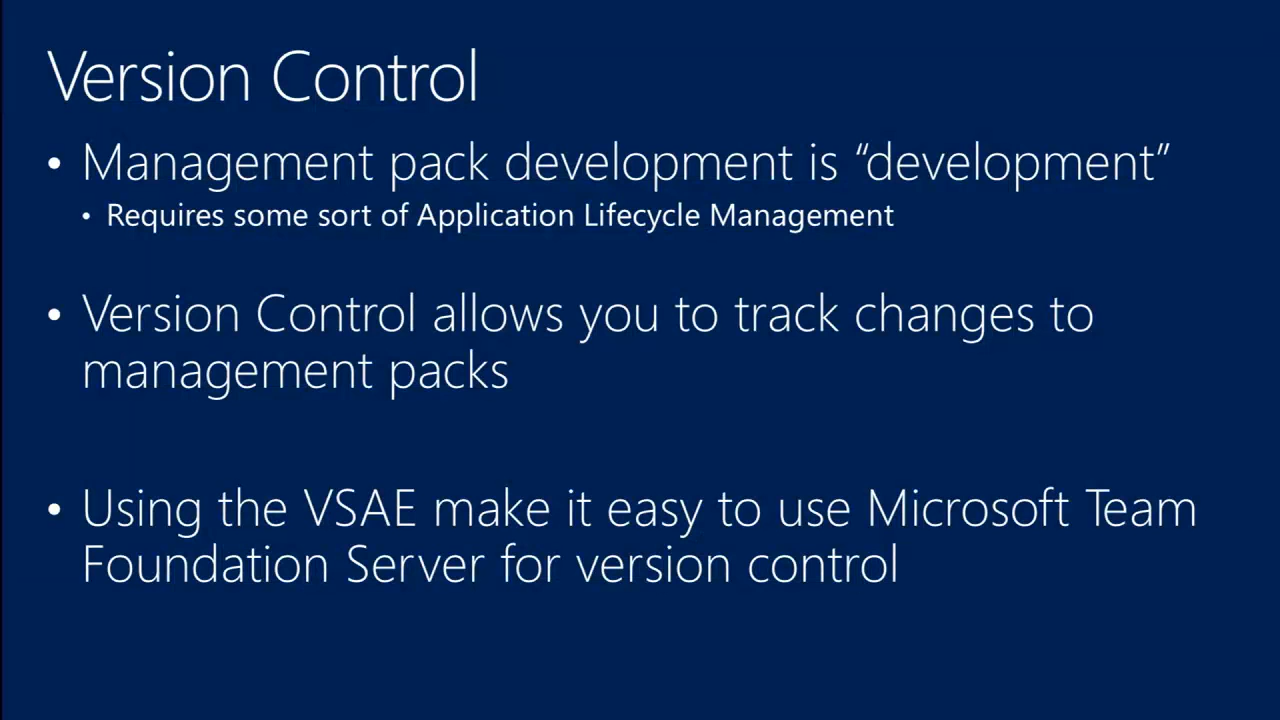 Version Control
• Management pack development is “development”
• Requires some sort of Application Lifecycle Management
• Version Control allows you to track changes to
management packs
• Using the VSAE make it easy to use Microsoft Team
Foundation Server for version control